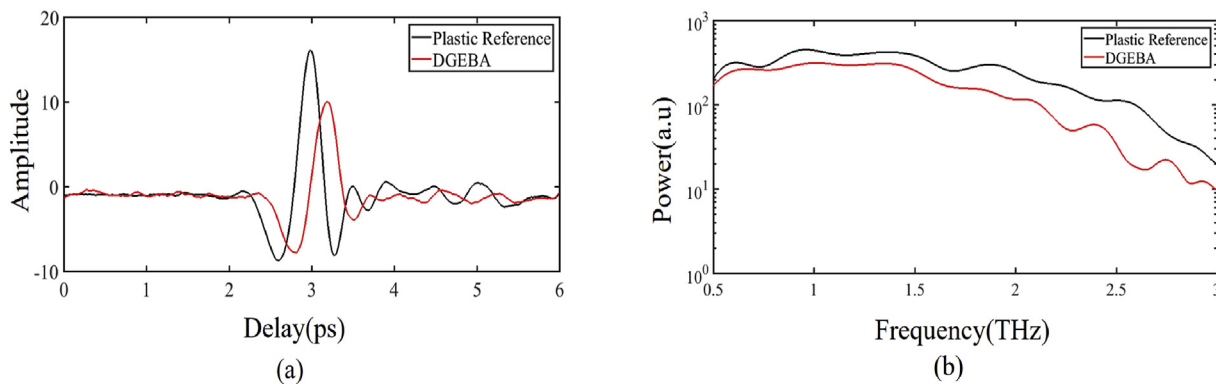 20
10
0
-10
Amplitude
0 1 2 3 4 5 6
Delay(ps)
Plastic Reference
DGEBA
(a)
10³
10²
10¹
10⁰
Power(a.u)
0.5 1 1.5 2 2.5 3
Frequency(THz)
Plastic Reference
DGEBA
(b)